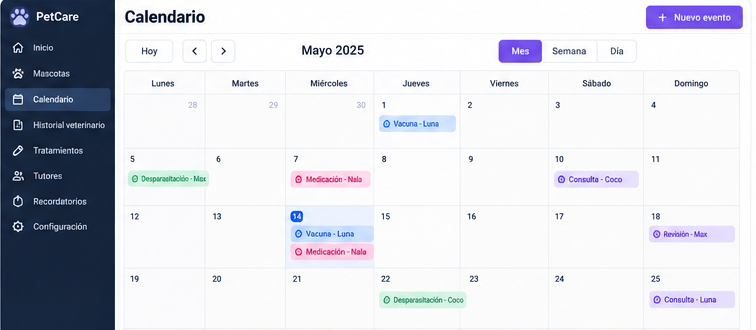 PetCare
Inicio
Mascotas
Calendario
Historial veterinario
Tratamientos
Tutores
Recordatorios
Configuración
Calendario
+ Nuevo evento
Hoy
Mayo 2025
Mes Semana Día
Lunes Martes Miércoles Jueves Viernes Sábado Domingo
28 29 30 1 2 3 4
Vacuna - Luna
5 6 7 8 9 10 11
Desparasitación - Max Medicación - Nala Consulta - Coco
12 13 14 15 16 17 18
Vacuna - Luna Revisión - Max
Medicación - Nala
19 20 21 22 23 24 25
Desparasitación - Coco Consulta - Luna